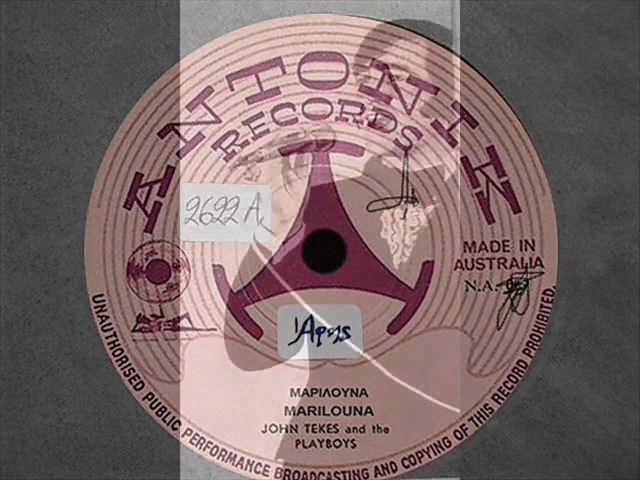 ANTONIK
RECORDS
2622 A
MADE IN
AUSTRALIA
N.A.
ΜΑΡΙΛΟΥΝΑ
MARILOUNA
JOHN TEKES and the
PLAYBOYS
UNAUTHORISED PUBLIC PERFORMANCE BROADCASTING AND COPYING OF THIS RECORD PROHIBITED.